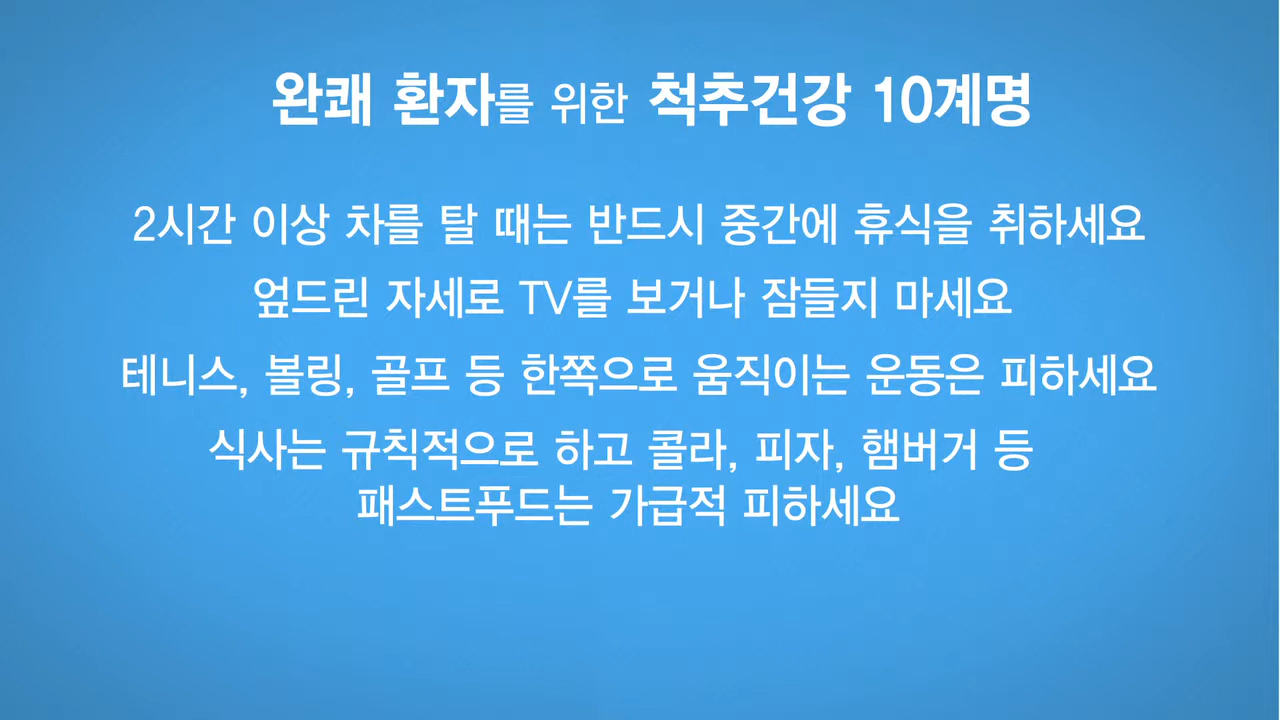 완쾌 환자를 위한 척추건강 10계명
2시간 이상 차를 탈 때는 반드시 중간에 휴식을 취하세요
엎드린 자세로 TV를 보거나 잠들지 마세요
테니스, 볼링, 골프 등 한쪽으로 움직이는 운동은 피하세요
식사는 규칙적으로 하고 콜라, 피자, 햄버거 등
패스트푸드는 가급적 피하세요